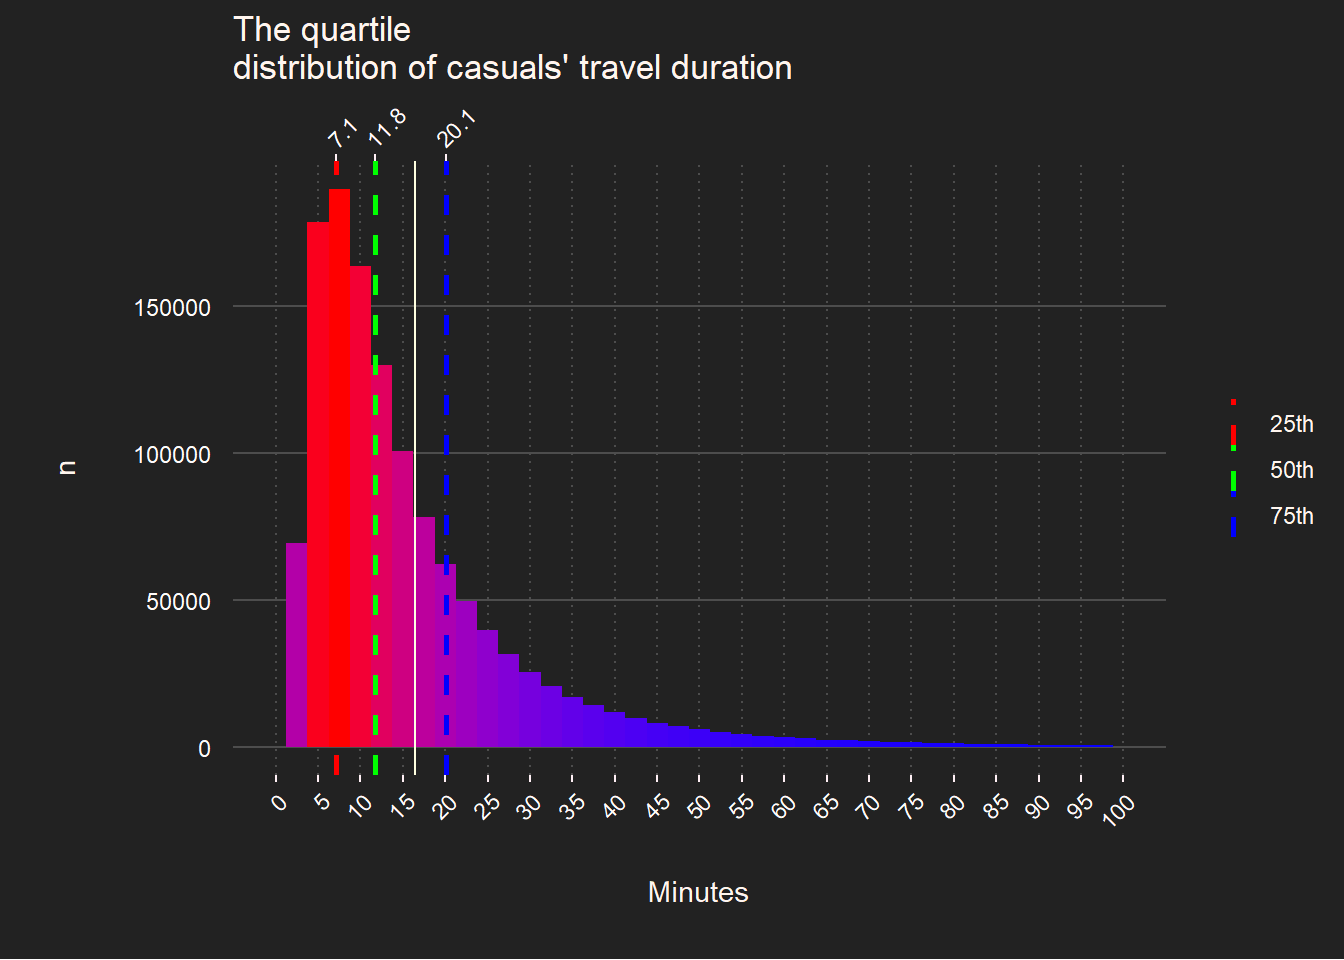 The quartile
distribution of casuals' travel duration
7.1 11.8 20.1
150000
100000
50000
0
n
0 5 10 15 20 25 30 35 40 45 50 55 60 65 70 75 80 85 90 95 100
Minutes
25th
50th
75th